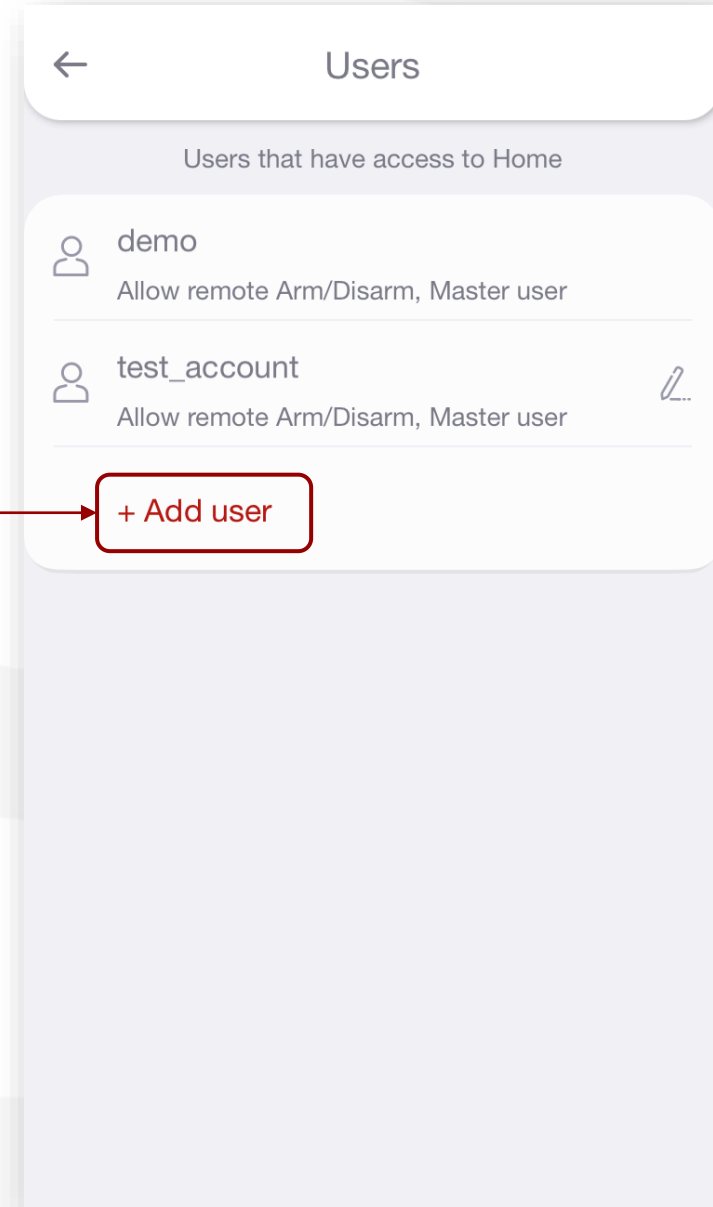 Users
Users that have access to Home
demo
Allow remote Arm/Disarm, Master user
test_account
Allow remote Arm/Disarm, Master user
+ Add user